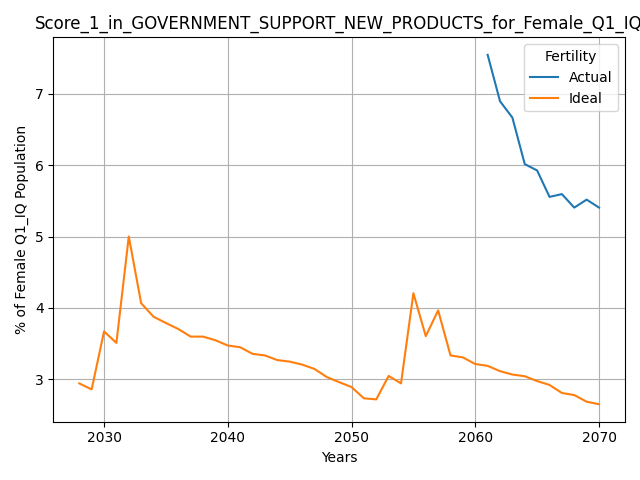 Score_1_in_GOVERNMENT_SUPPORT_NEW_PRODUCTS_for_Female_Q1_IQ
Fertility
Actual
Ideal
% of Female Q1_IQ Population
7
6
5
4
3
2030 2040 2050 2060 2070
Years